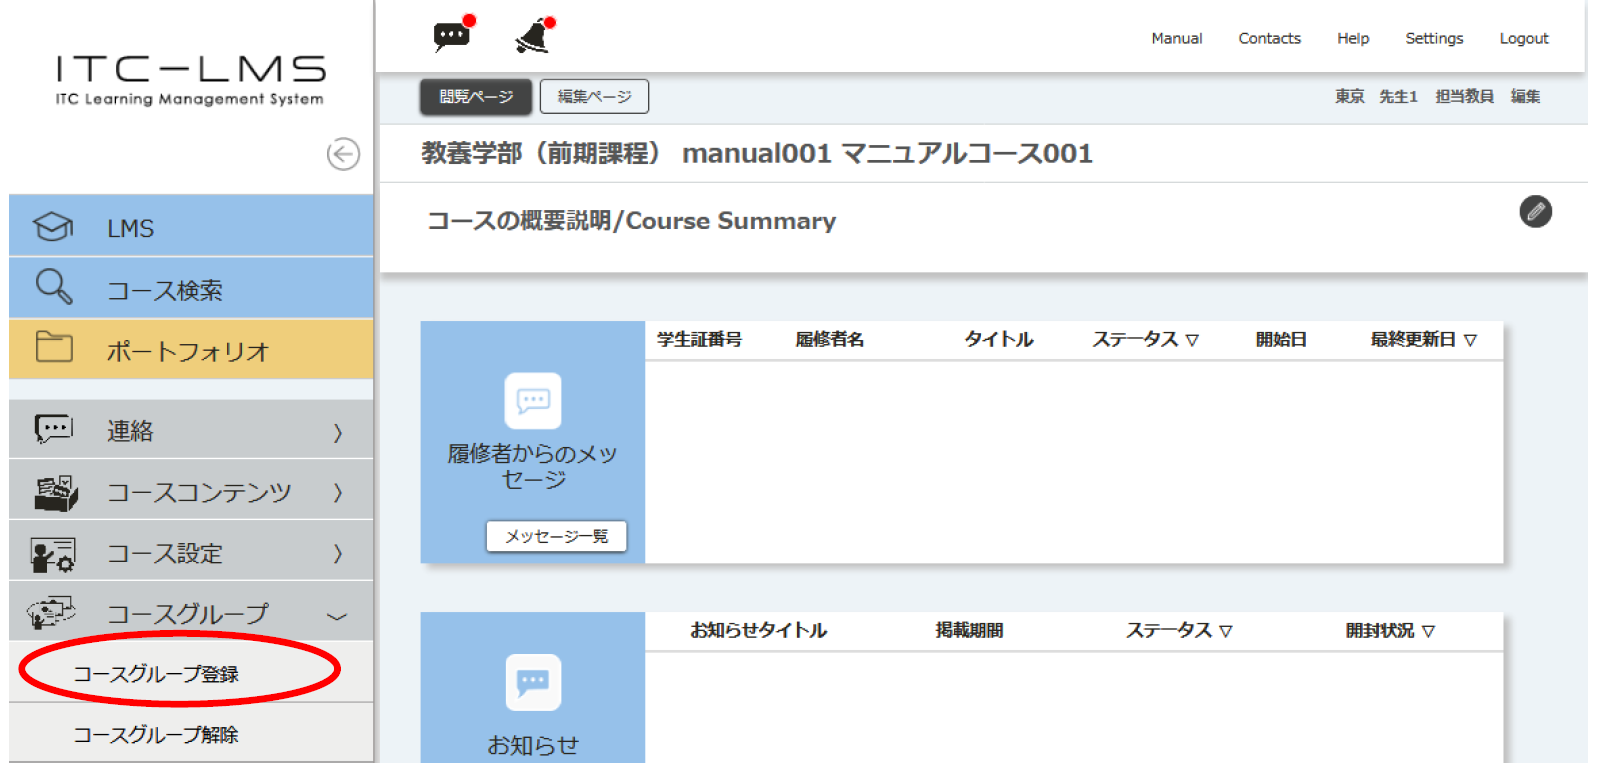 ITC-LMS
ITC Learning Management System
Manual Contacts Help Settings Logout
閲覧ページ 編集ページ
東京 先生1 担当教員 編集
教養学部（前期課程） manual001 マニュアルコース001
コースの概要説明/Course Summary
LMS
コース検索
ポートフォリオ
連絡
コースコンテンツ
コース設定
コースグループ
コースグループ登録
コースグループ解除
学生証番号 履修者名 タイトル ステータス ▽ 開始日 最終更新日 ▽
履修者からのメッ
セージ
メッセージ一覧
お知らせタイトル 掲載期間 ステータス ▽ 開封状況 ▽
お知らせ